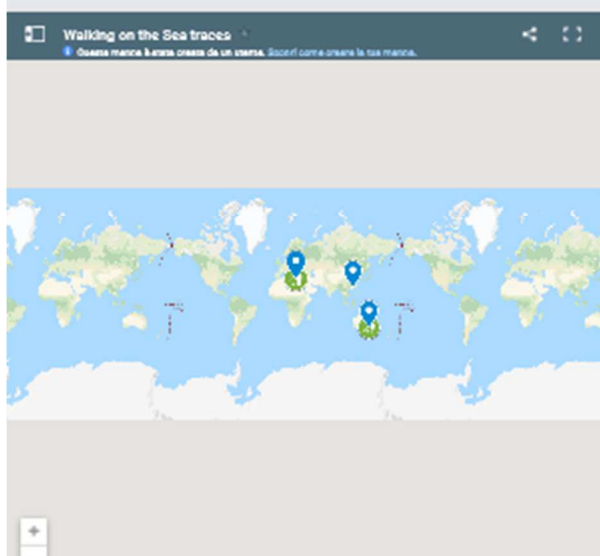 Walking on the Sea traces
Questa mappa è stata creata da un utente. Scopri come creare la tua mappa.
+